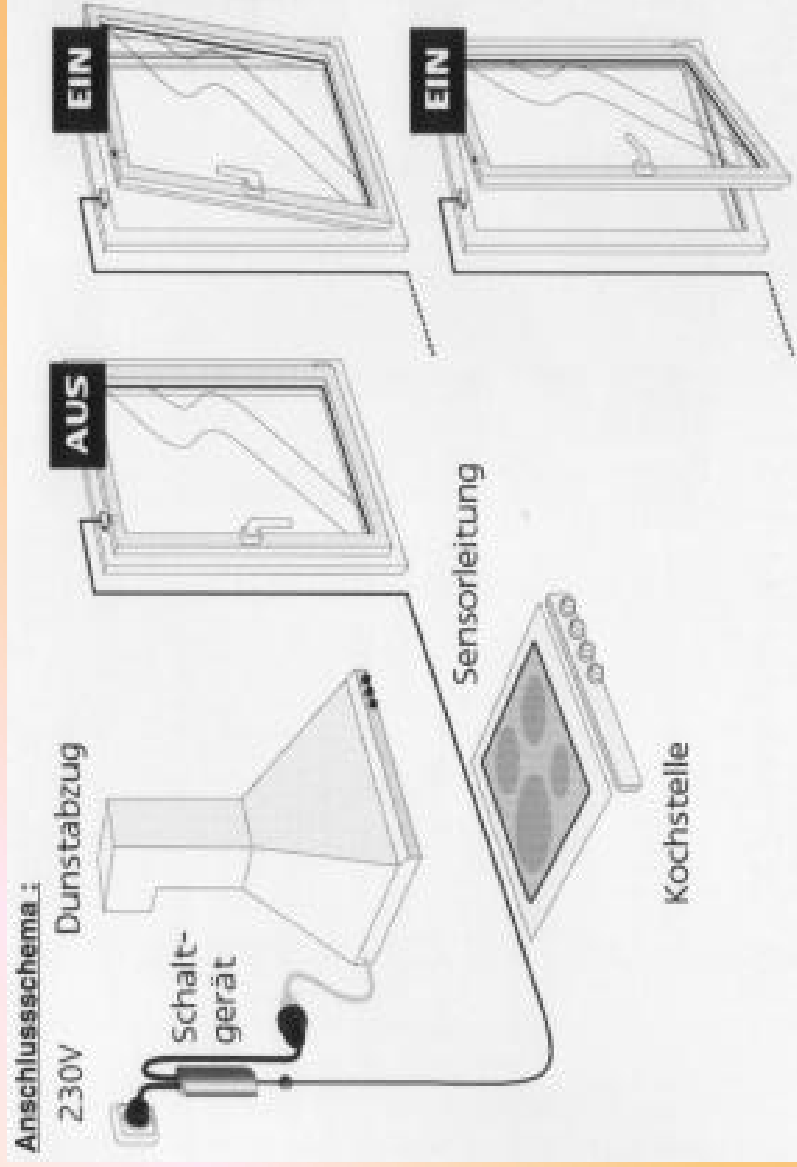 Anschlussschema :
230V
Dunstabzug
Schalt-
gerät
AUS
EIN
EIN
Sensorleitung
Kochstelle